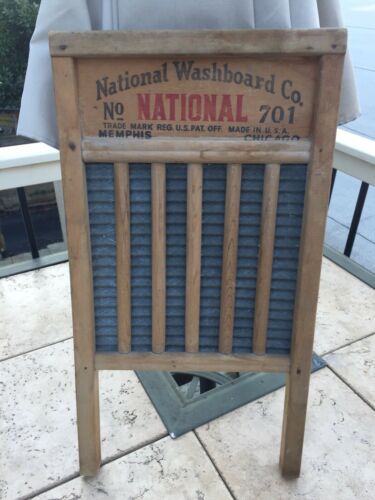 National Washboard Co.
No NATIONAL 701
TRADE MARK REG. U.S. PAT. OFF. MADE IN U.S.A.
MEMPHIS CHICAGO